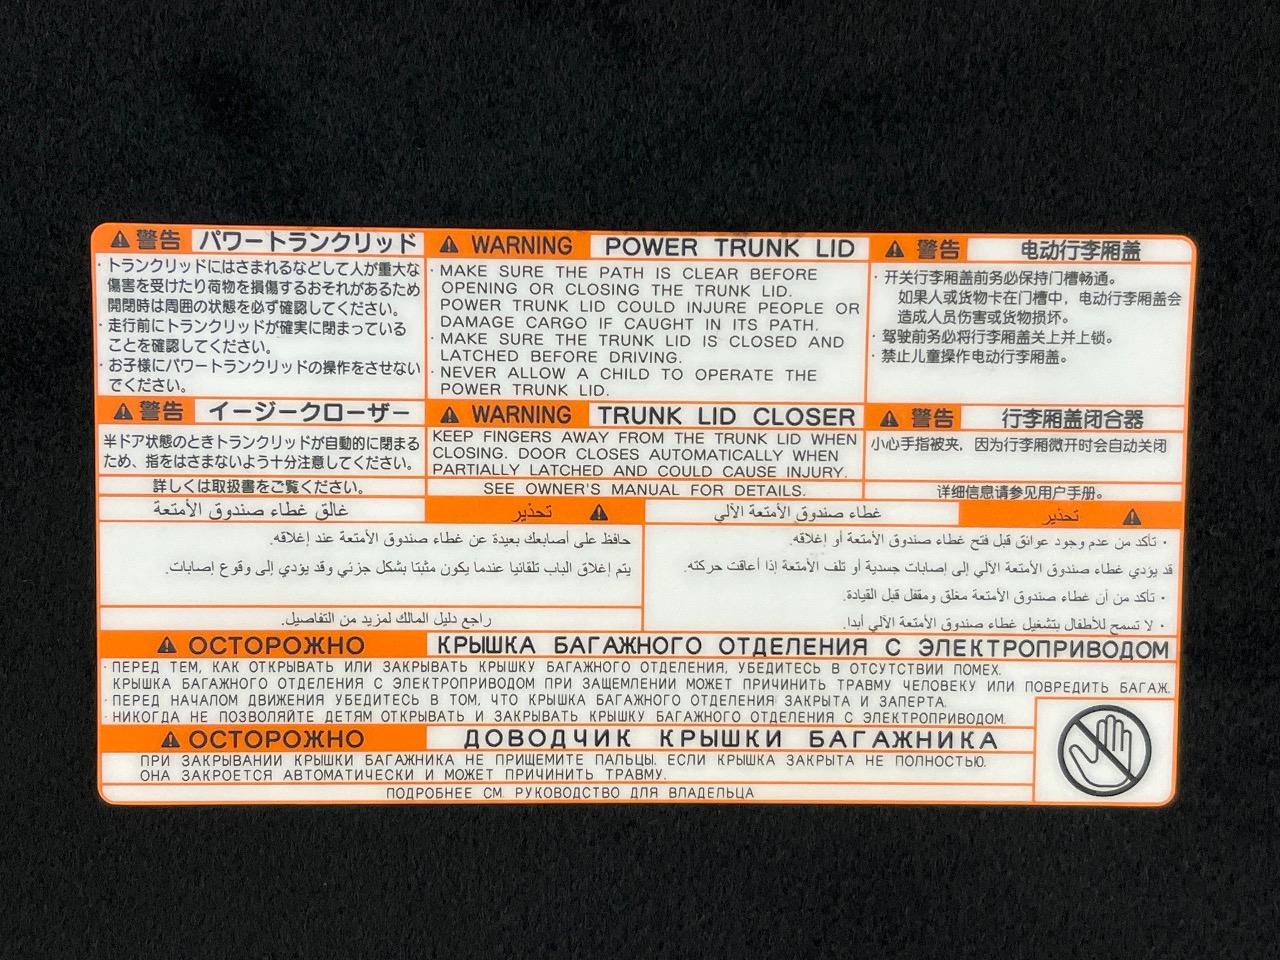 ⚠ 警告 パワートランクリッド
・トランクリッドにはさまれるなどして人が重大な
傷害を受けたり荷物を損傷するおそれがあるため
開閉時は周囲の状態を必ず確認してください。
・走行前にトランクリッドが確実に閉まっている
ことを確認してください。
・お子様にパワートランクリッドの操作をさせない
でください。
⚠ WARNING POWER TRUNK LID
· MAKE SURE THE PATH IS CLEAR BEFORE
OPENING OR CLOSING THE TRUNK LID.
POWER TRUNK LID COULD INJURE PEOPLE OR
DAMAGE CARGO IF CAUGHT IN ITS PATH.
· MAKE SURE THE TRUNK LID IS CLOSED AND
LATCHED BEFORE DRIVING.
· NEVER ALLOW A CHILD TO OPERATE THE
POWER TRUNK LID.
⚠ 警告 电动行李厢盖
· 开关行李厢盖前务必保持门槽畅通。
如果人或货物卡在门槽中，电动行李厢盖会
造成人员伤害或货物损坏。
· 驾驶前务必将行李厢盖关上并上锁。
· 禁止儿童操作电动行李厢盖。
⚠ 警告 イージークローザー
半ドア状態のときトランクリッドが自動的に閉まる
ため、指をはさまないよう十分注意してください。
詳しくは取扱書をご覧ください。
⚠ WARNING TRUNK LID CLOSER
KEEP FINGERS AWAY FROM THE TRUNK LID WHEN
CLOSING. DOOR CLOSES AUTOMATICALLY WHEN
PARTIALLY LATCHED AND COULD CAUSE INJURY.
SEE OWNER'S MANUAL FOR DETAILS.
⚠ 警告 行李厢盖闭合器
小心手指被夹，因为行李厢微开时会自动关闭
详细信息请参见用户手册。
⚠ تحذير غطاء صندوق الأمتعة الآلي
• تأكد من عدم وجود عوائق قبل فتح غطاء صندوق الأمتعة أو إغلاقه.
قد يؤدي غطاء صندوق الأمتعة الآلي إلى إصابات جسدية أو تلف الأمتعة إذا أعاقت حركته.
• تأكد من أن غطاء صندوق الأمتعة مغلق ومقفل قبل القيادة.
• لا تسمح للأطفال بتشغيل غطاء صندوق الأمتعة الآلي أبدا.
⚠ تحذير غالق غطاء صندوق الأمتعة
حافظ على أصابعك بعيدة عن غطاء صندوق الأمتعة عند إغلاقه.
يتم إغلاق الباب تلقائيا عندما يكون مثبتا بشكل جزئي وقد يؤدي إلى وقوع إصابات.
راجع دليل المالك لمزيد من التفاصيل.
⚠ ОСТОРОЖНО КРЫШКА БАГАЖНОГО ОТДЕЛЕНИЯ С ЭЛЕКТРОПРИВОДОМ
· ПЕРЕД ТЕМ, КАК ОТКРЫВАТЬ ИЛИ ЗАКРЫВАТЬ КРЫШКУ БАГАЖНОГО ОТДЕЛЕНИЯ, УБЕДИТЕСЬ В ОТСУТСТВИИ ПОМЕХ.
КРЫШКА БАГАЖНОГО ОТДЕЛЕНИЯ С ЭЛЕКТРОПРИВОДОМ ПРИ ЗАЩЕМЛЕНИИ МОЖЕТ ПРИЧИНИТЬ ТРАВМУ ЧЕЛОВЕКУ ИЛИ ПОВРЕДИТЬ БАГАЖ.
· ПЕРЕД НАЧАЛОМ ДВИЖЕНИЯ УБЕДИТЕСЬ В ТОМ, ЧТО КРЫШКА БАГАЖНОГО ОТДЕЛЕНИЯ ЗАКРЫТА И ЗАПЕРТА.
· НИКОГДА НЕ ПОЗВОЛЯЙТЕ ДЕТЯМ ОТКРЫВАТЬ И ЗАКРЫВАТЬ КРЫШКУ БАГАЖНОГО ОТДЕЛЕНИЯ С ЭЛЕКТРОПРИВОДОМ.
⚠ ОСТОРОЖНО ДОВОДЧИК КРЫШКИ БАГАЖНИКА
ПРИ ЗАКРЫВАНИИ КРЫШКИ БАГАЖНИКА НЕ ПРИЩЕМИТЕ ПАЛЬЦЫ. ЕСЛИ КРЫШКА ЗАКРЫТА НЕ ПОЛНОСТЬЮ,
ОНА ЗАКРОЕТСЯ АВТОМАТИЧЕСКИ И МОЖЕТ ПРИЧИНИТЬ ТРАВМУ.
ПОДРОБНЕЕ СМ. РУКОВОДСТВО ДЛЯ ВЛАДЕЛЬЦА